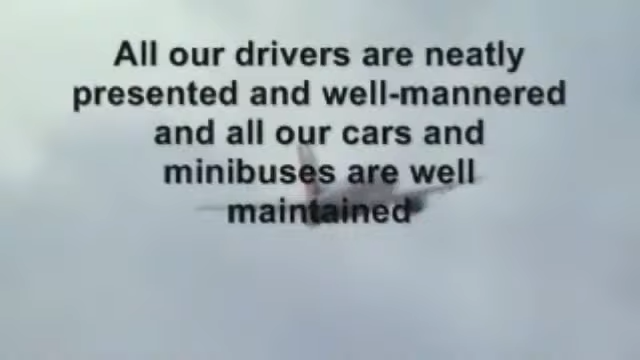 All our drivers are neatly
presented and well-mannered
and all our cars and
minibuses are well
maintained